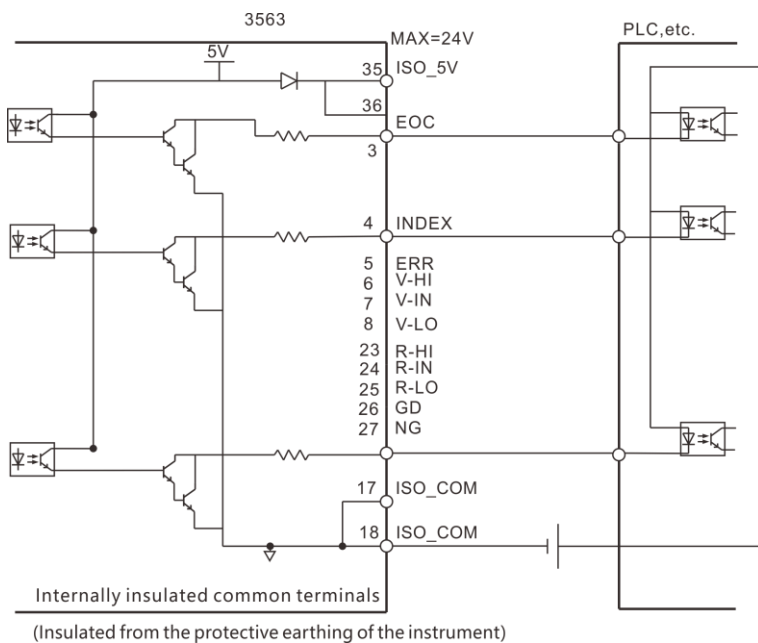 3563
MAX=24V
PLC,etc.
5V
35 ISO_5V
36
EOC
3
4 INDEX
5 ERR
6 V-HI
7 V-IN
8 V-LO
23 R-HI
24 R-IN
25 R-LO
26 GD
27 NG
17 ISO_COM
18 ISO_COM
Internally insulated common terminals
(Insulated from the protective earthing of the instrument)